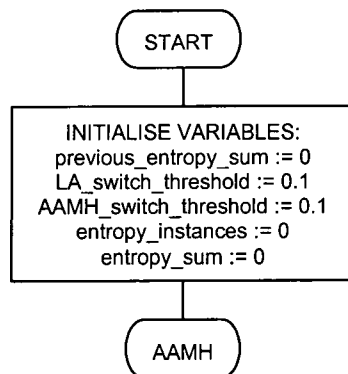 START
INITIALISE VARIABLES:
previous_entropy_sum := 0
LA_switch_threshold := 0.1
AAMH_switch_threshold := 0.1
entropy_instances := 0
entropy_sum := 0
AAMH